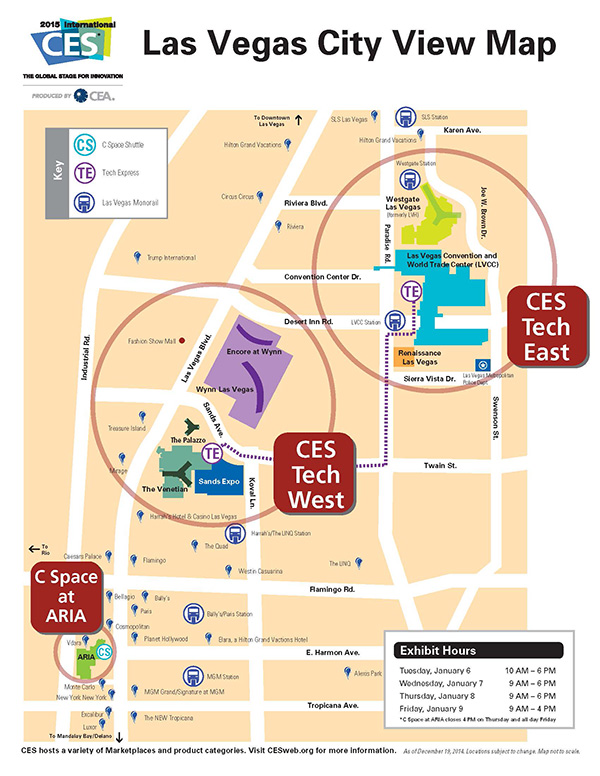 2015 International
CES
THE GLOBAL STAGE FOR INNOVATION
PRODUCED BY CEA.
Las Vegas City View Map
Key
CS C Space Shuttle
TE Tech Express
Las Vegas Monorail
To Downtown
Las Vegas
SLS Las Vegas
SLS Station
Karen Ave.
Hilton Grand Vacations
Hilton Grand Vacations
Westgate Station
Circus Circus
Riviera Blvd.
Westgate
Las Vegas
(formerly LVH)
Joe W. Brown Dr.
Riviera
Paradise Rd.
Trump International
Las Vegas Convention and
World Trade Center (LVCC)
Convention Center Dr.
TE
CES
Tech
East
Desert Inn Rd.
LVCC Station
Industrial Rd.
Las Vegas Blvd.
Fashion Show Mall
Encore at Wynn
Renaissance
Las Vegas
Las Vegas Metropolitan
Police Dept.
Sierra Vista Dr.
Wynn Las Vegas
Swenson St.
Sands Ave.
Treasure Island
The Palazzo
TE
CES
Tech
West
Mirage
Twain St.
The Venetian
Sands Expo
Koval Ln.
Harrah's Hotel & Casino Las Vegas
Harrah's/The LINQ Station
To
Rio
The Quad
Caesars Palace
Flamingo
The LINQ
Westin Casuarina
C Space
at
ARIA
Flamingo Rd.
Bellagio
Bally's
Paris
Bally's/Paris Station
Cosmopolitan
Vdara
Planet Hollywood
Elara, a Hilton Grand Vactions Hotel
ARIA
CS
E. Harmon Ave.
Alexis Park
MGM Station
Monte Carlo
New York New York
MGM Grand/Signature at MGM
Tropicana Ave.
Excalibur
The NEW Tropicana
Luxor
To Mandalay Bay/Delano
Exhibit Hours
Tuesday, January 6 10 AM – 6 PM
Wednesday, January 7 9 AM – 6 PM
Thursday, January 8 9 AM – 6 PM
Friday, January 9 9 AM – 4 PM
*C Space at ARIA closes 4 PM on Thursday and all day Friday
CES hosts a variety of Marketplaces and product categories. Visit CESweb.org for more information.
As of December 19, 2014. Locations subject to change. Map not to scale.